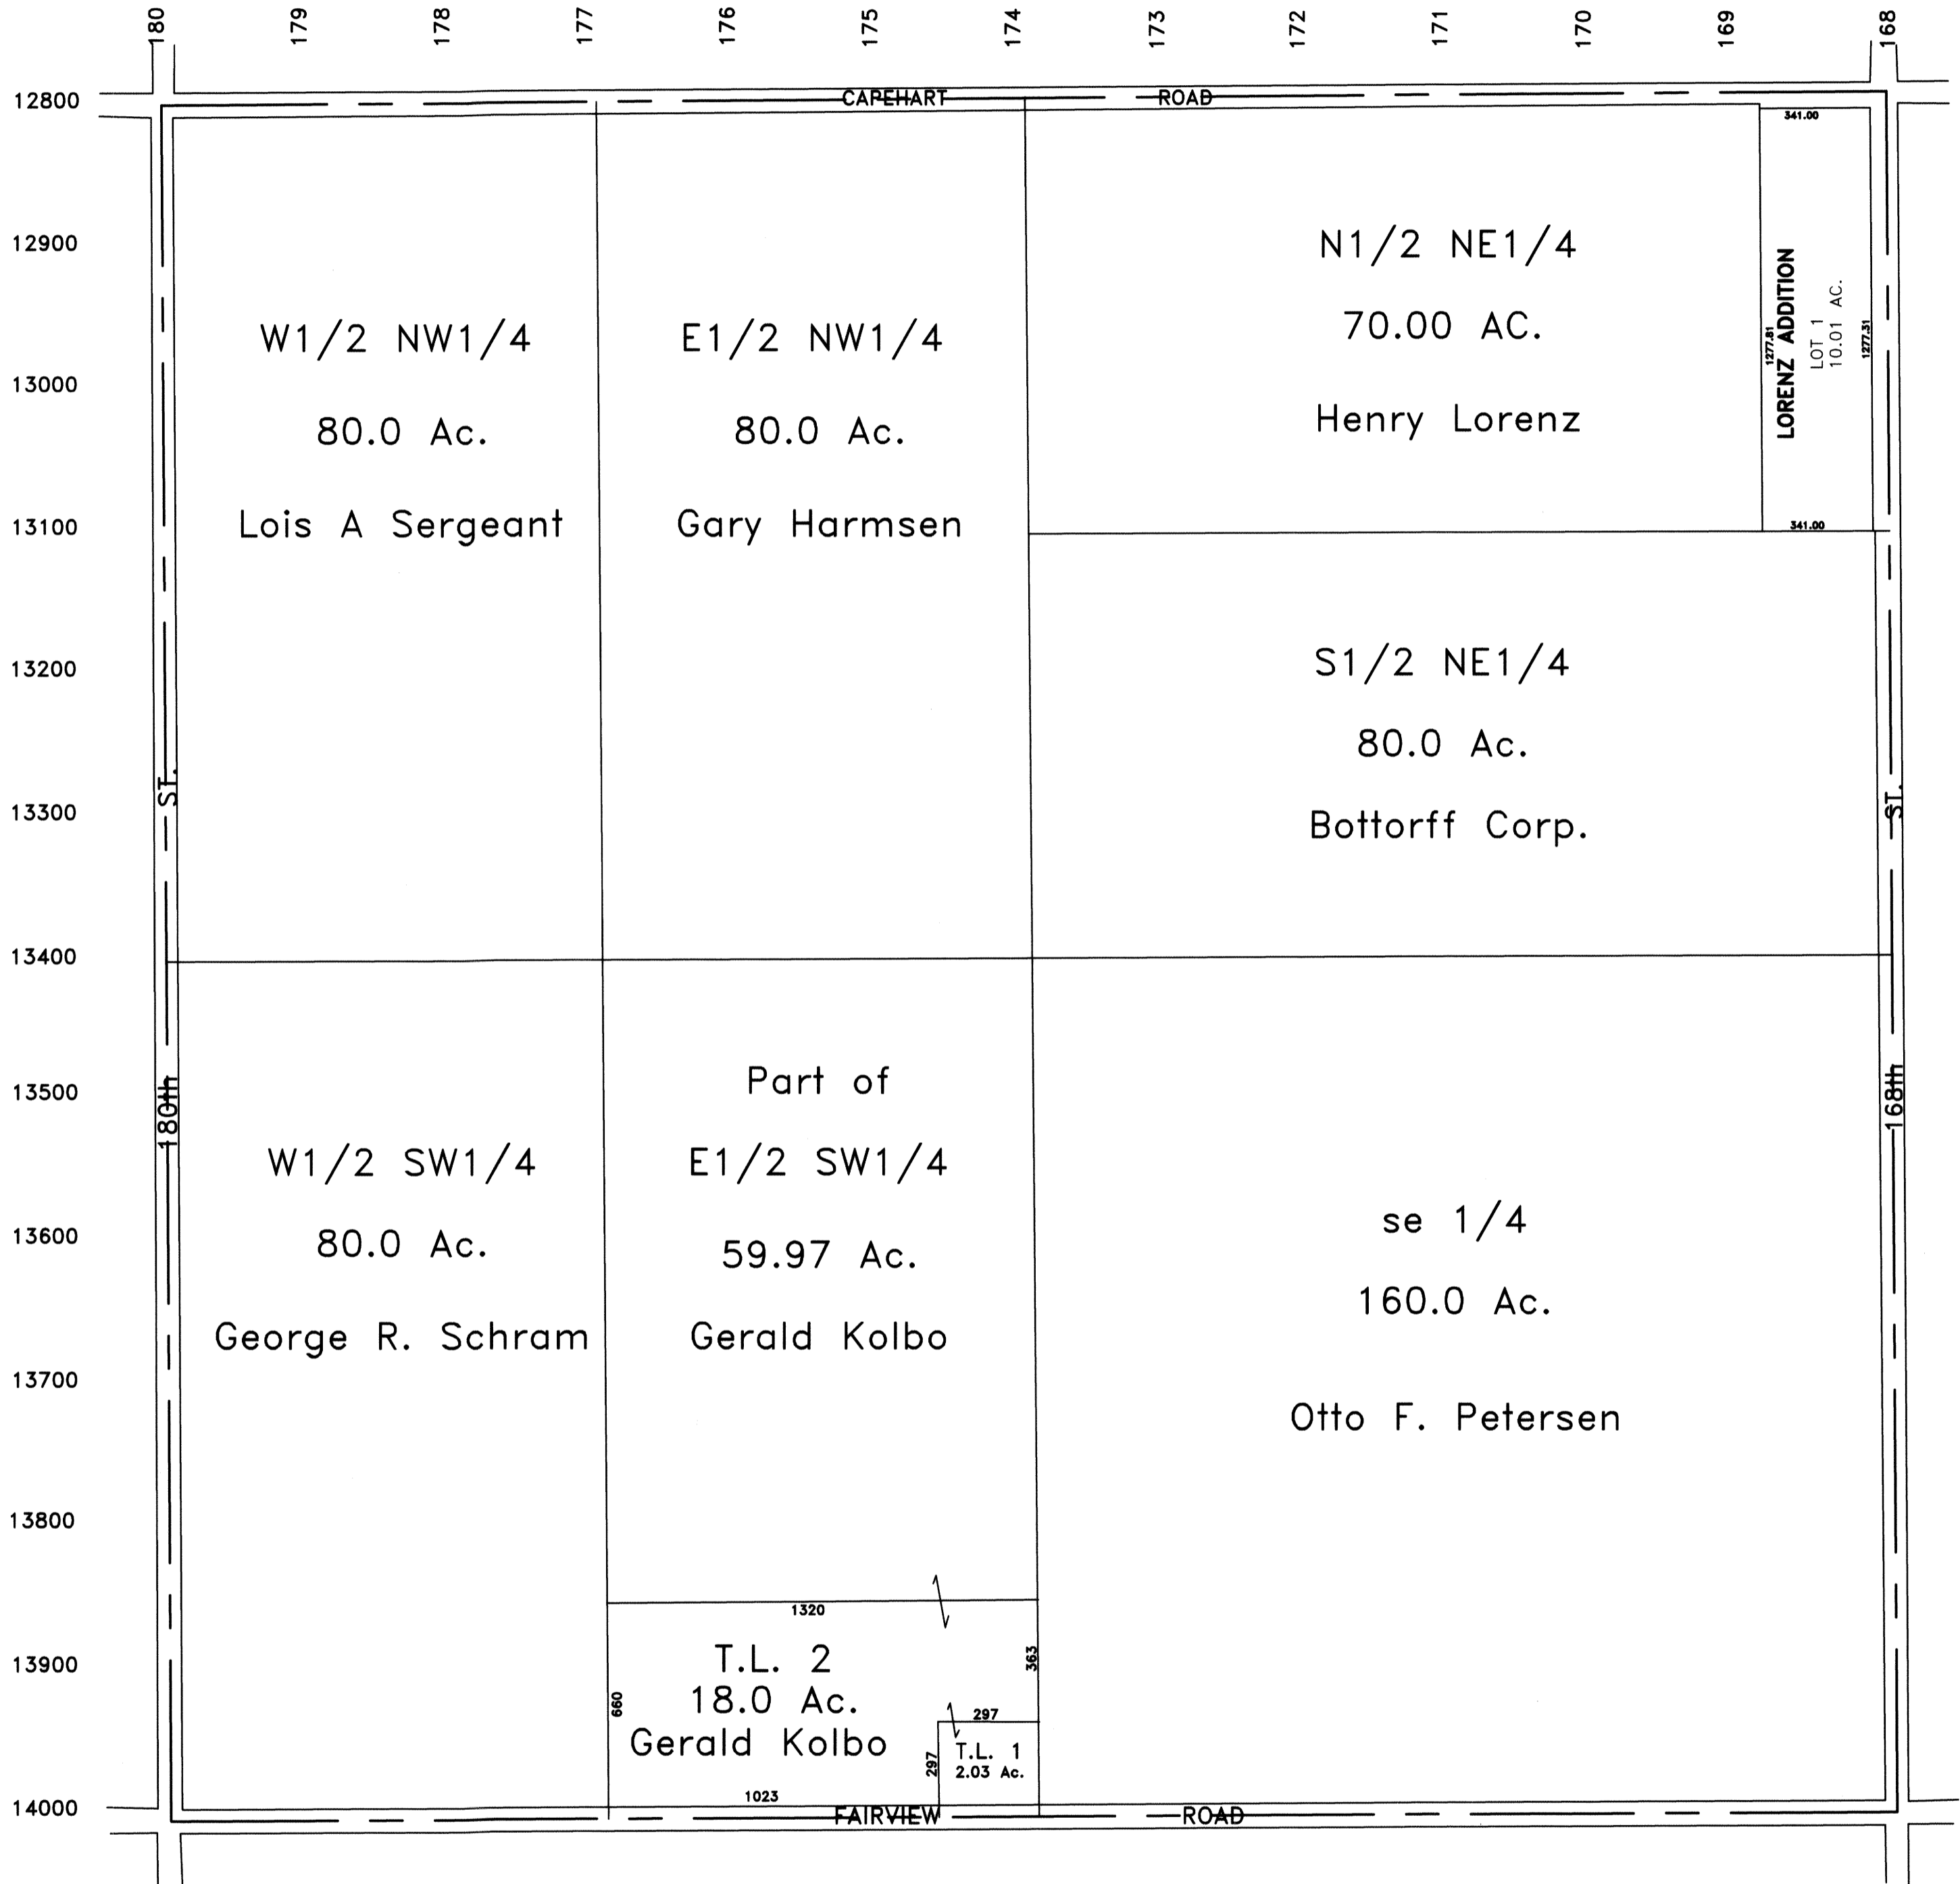 180
179
178
177
176
175
174
173
172
171
170
169
168
12800
12900
13000
13100
13200
13300
13400
13500
13600
13700
13800
13900
14000
CAPEHART ROAD
180th ST.
168th ST.
W1/2 NW1/4
80.0 Ac.
Lois A Sergeant
E1/2 NW1/4
80.0 Ac.
Gary Harmsen
N1/2 NE1/4
70.00 AC.
Henry Lorenz
341.00
1277.81
LORENZ ADDITION
LOT 1
10.01 AC.
1277.31
341.00
S1/2 NE1/4
80.0 Ac.
Bottorff Corp.
W1/2 SW1/4
80.0 Ac.
George R. Schram
Part of
E1/2 SW1/4
59.97 Ac.
Gerald Kolbo
se 1/4
160.0 Ac.
Otto F. Petersen
1320
T.L. 2
18.0 Ac.
Gerald Kolbo
660
363
297
297
T.L. 1
2.03 Ac.
1023
FAIRVIEW ROAD